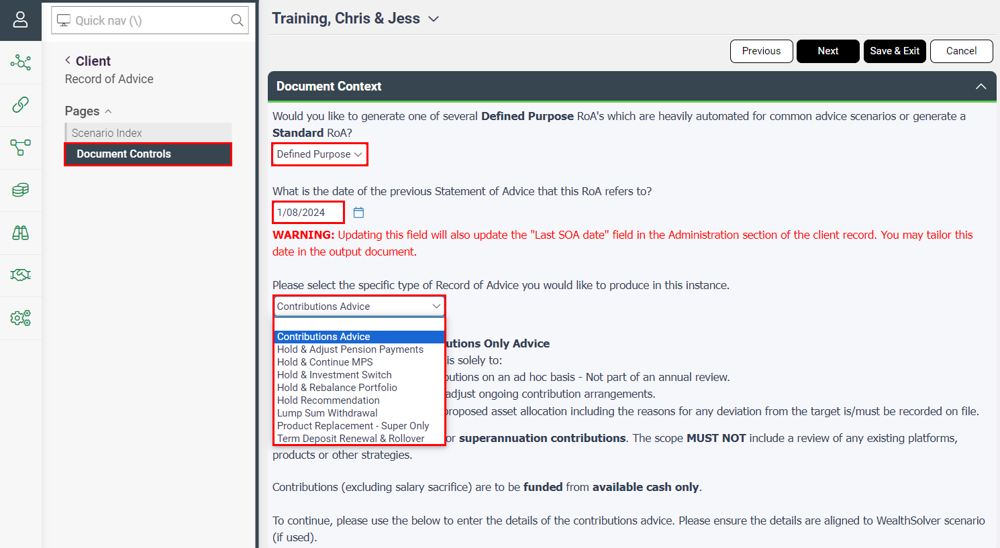 Quick nav (\)
Client
Record of Advice
Pages
Scenario Index
Document Controls
Training, Chris & Jess
Previous
Next
Save & Exit
Cancel
Document Context
Would you like to generate one of several Defined Purpose RoA's which are heavily automated for common advice scenarios or generate a
Standard RoA?
Defined Purpose
What is the date of the previous Statement of Advice that this RoA refers to?
1/08/2024
WARNING: Updating this field will also update the "Last SOA date" field in the Administration section of the client record. You may tailor this
date in the output document.
Please select the specific type of Record of Advice you would like to produce in this instance.
Contributions Advice
Contributions Advice
Hold & Adjust Pension Payments
Hold & Continue MPS
Hold & Investment Switch
Hold & Rebalance Portfolio
Hold Recommendation
Lump Sum Withdrawal
Product Replacement - Super Only
Term Deposit Renewal & Rollover
utions Only Advice
is solely to:
utions on an ad hoc basis - Not part of an annual review.
adjust ongoing contribution arrangements.
proposed asset allocation including the reasons for any deviation from the target is/must be recorded on file.
or superannuation contributions. The scope MUST NOT include a review of any existing platforms,
products or other strategies.
Contributions (excluding salary sacrifice) are to be funded from available cash only.
To continue, please use the below to enter the details of the contributions advice. Please ensure the details are aligned to WealthSolver scenario
(if used).